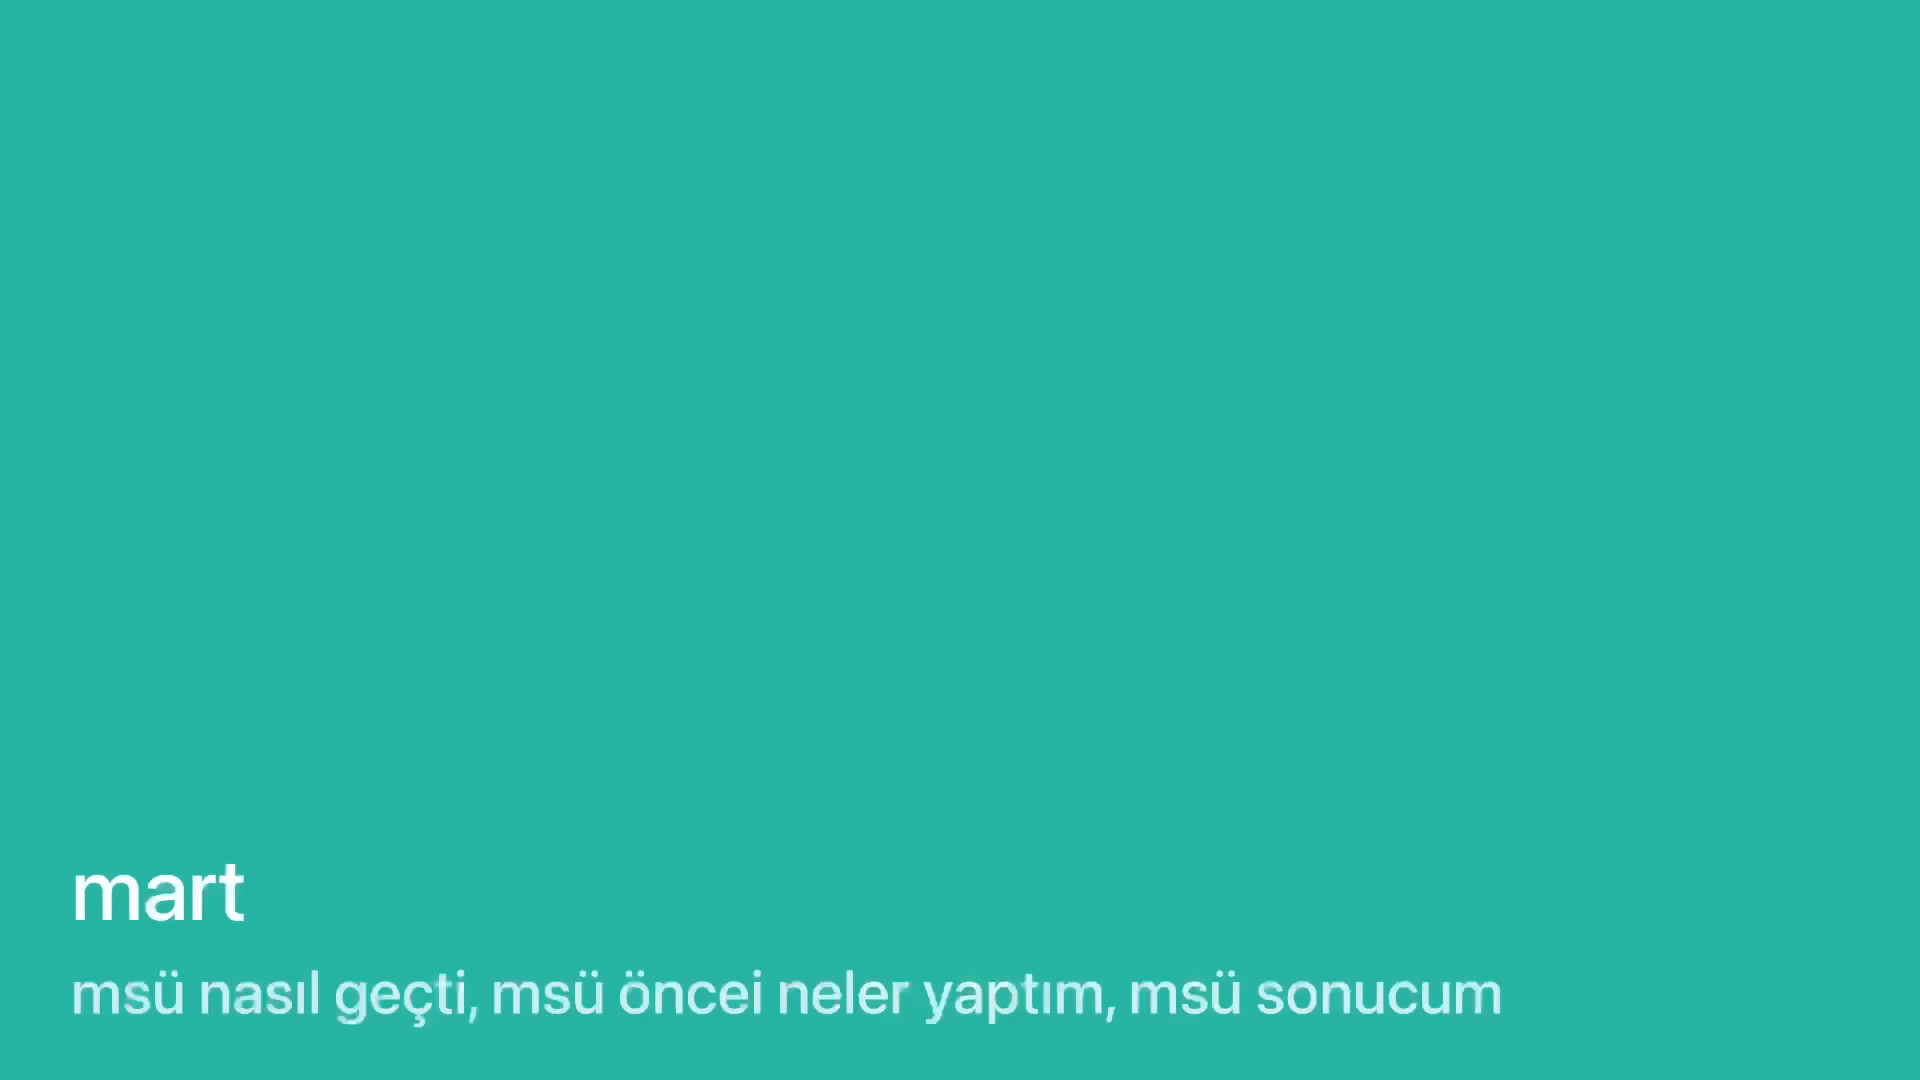 mart
msü nasıl geçti, msü öncei neler yaptım, msü sonucum